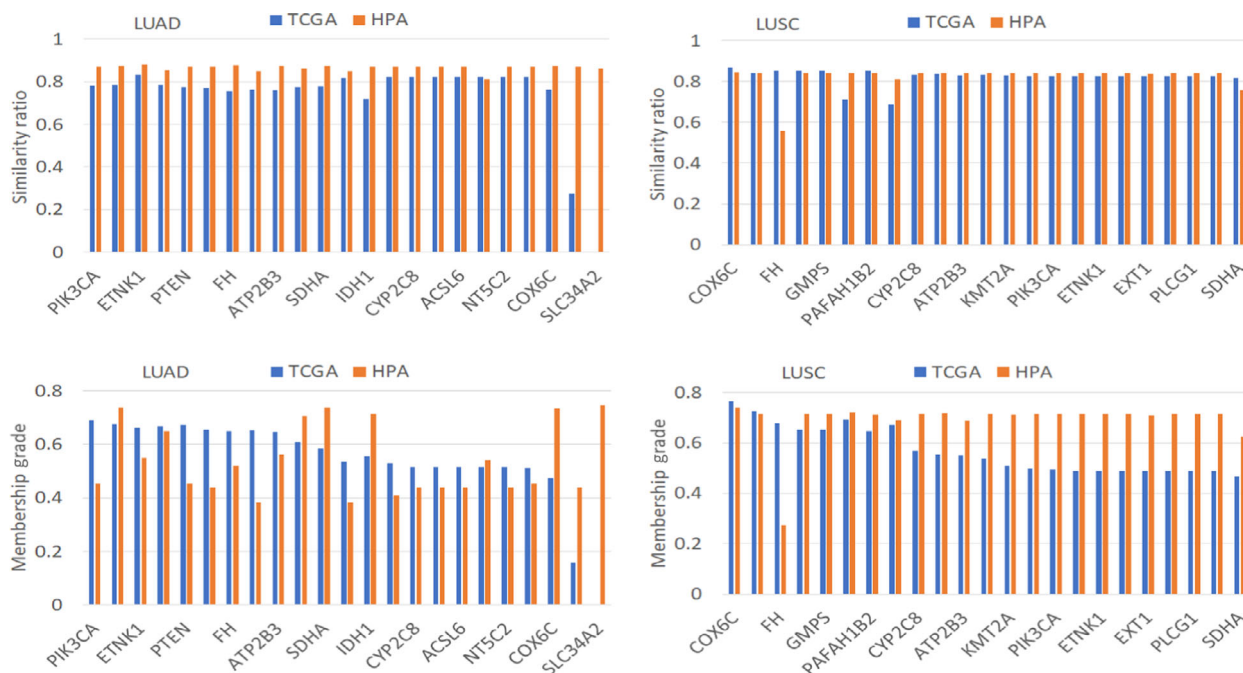 LUAD TCGA HPA
Similarity ratio
1
0.8
0.6
0.4
0.2
0
PIK3CA ETNK1 PTEN FH ATP2B3 SDHA IDH1 CYP2C8 ACSL6 NT5C2 COX6C SLC34A2
LUSC TCGA HPA
Similarity ratio
1
0.8
0.6
0.4
0.2
0
COX6C FH GMPS PAFAH1B2 CYP2C8 ATP2B3 KMT2A PIK3CA ETNK1 EXT1 PLCG1 SDHA
LUAD TCGA HPA
Membership grade
0.8
0.6
0.4
0.2
0
PIK3CA ETNK1 PTEN FH ATP2B3 SDHA IDH1 CYP2C8 ACSL6 NT5C2 COX6C SLC34A2
LUSC TCGA HPA
Membership grade
0.8
0.6
0.4
0.2
0
COX6C FH GMPS PAFAH1B2 CYP2C8 ATP2B3 KMT2A PIK3CA ETNK1 EXT1 PLCG1 SDHA